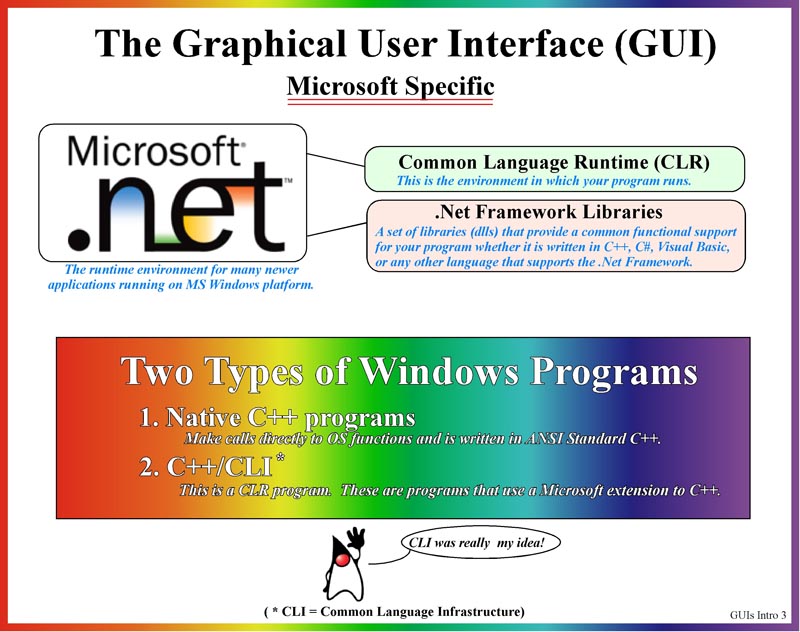 The Graphical User Interface (GUI)
Microsoft Specific
Microsoft®
.net™
The runtime environment for many newer
applications running on MS Windows platform.
Common Language Runtime (CLR)
This is the environment in which your program runs.
.Net Framework Libraries
A set of libraries (dlls) that provide a common functional support
for your program whether it is written in C++, C#, Visual Basic,
or any other language that supports the .Net Framework.
Two Types of Windows Programs
1. Native C++ programs
Make calls directly to OS functions and is written in ANSI Standard C++.
2. C++/CLI*
This is a CLR program. These are programs that use a Microsoft extension to C++.
CLI was really my idea!
( * CLI = Common Language Infrastructure)
GUIs Intro 3